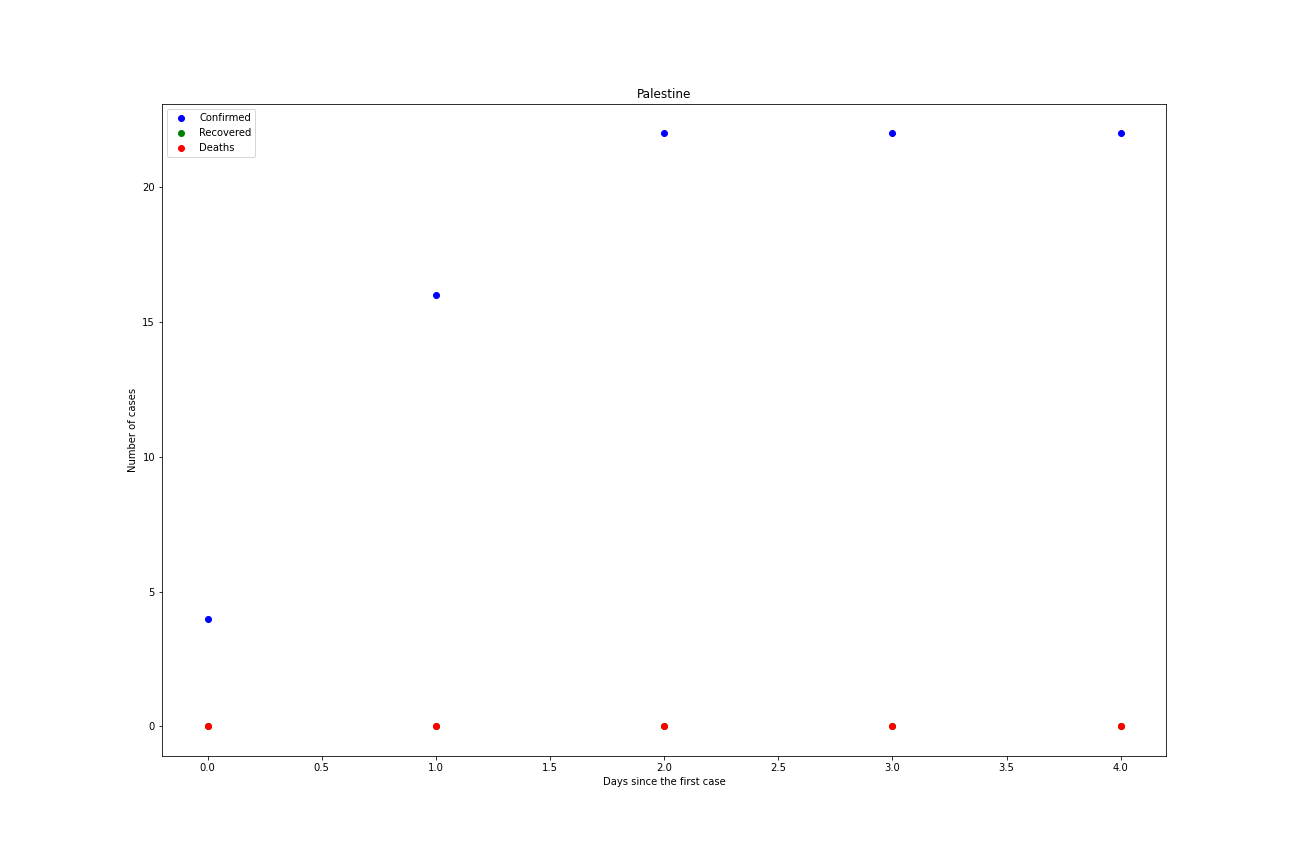 Palestine
Confirmed
Recovered
Deaths
20
15
10
5
0
Number of cases
0.0 0.5 1.0 1.5 2.0 2.5 3.0 3.5 4.0
Days since the first case